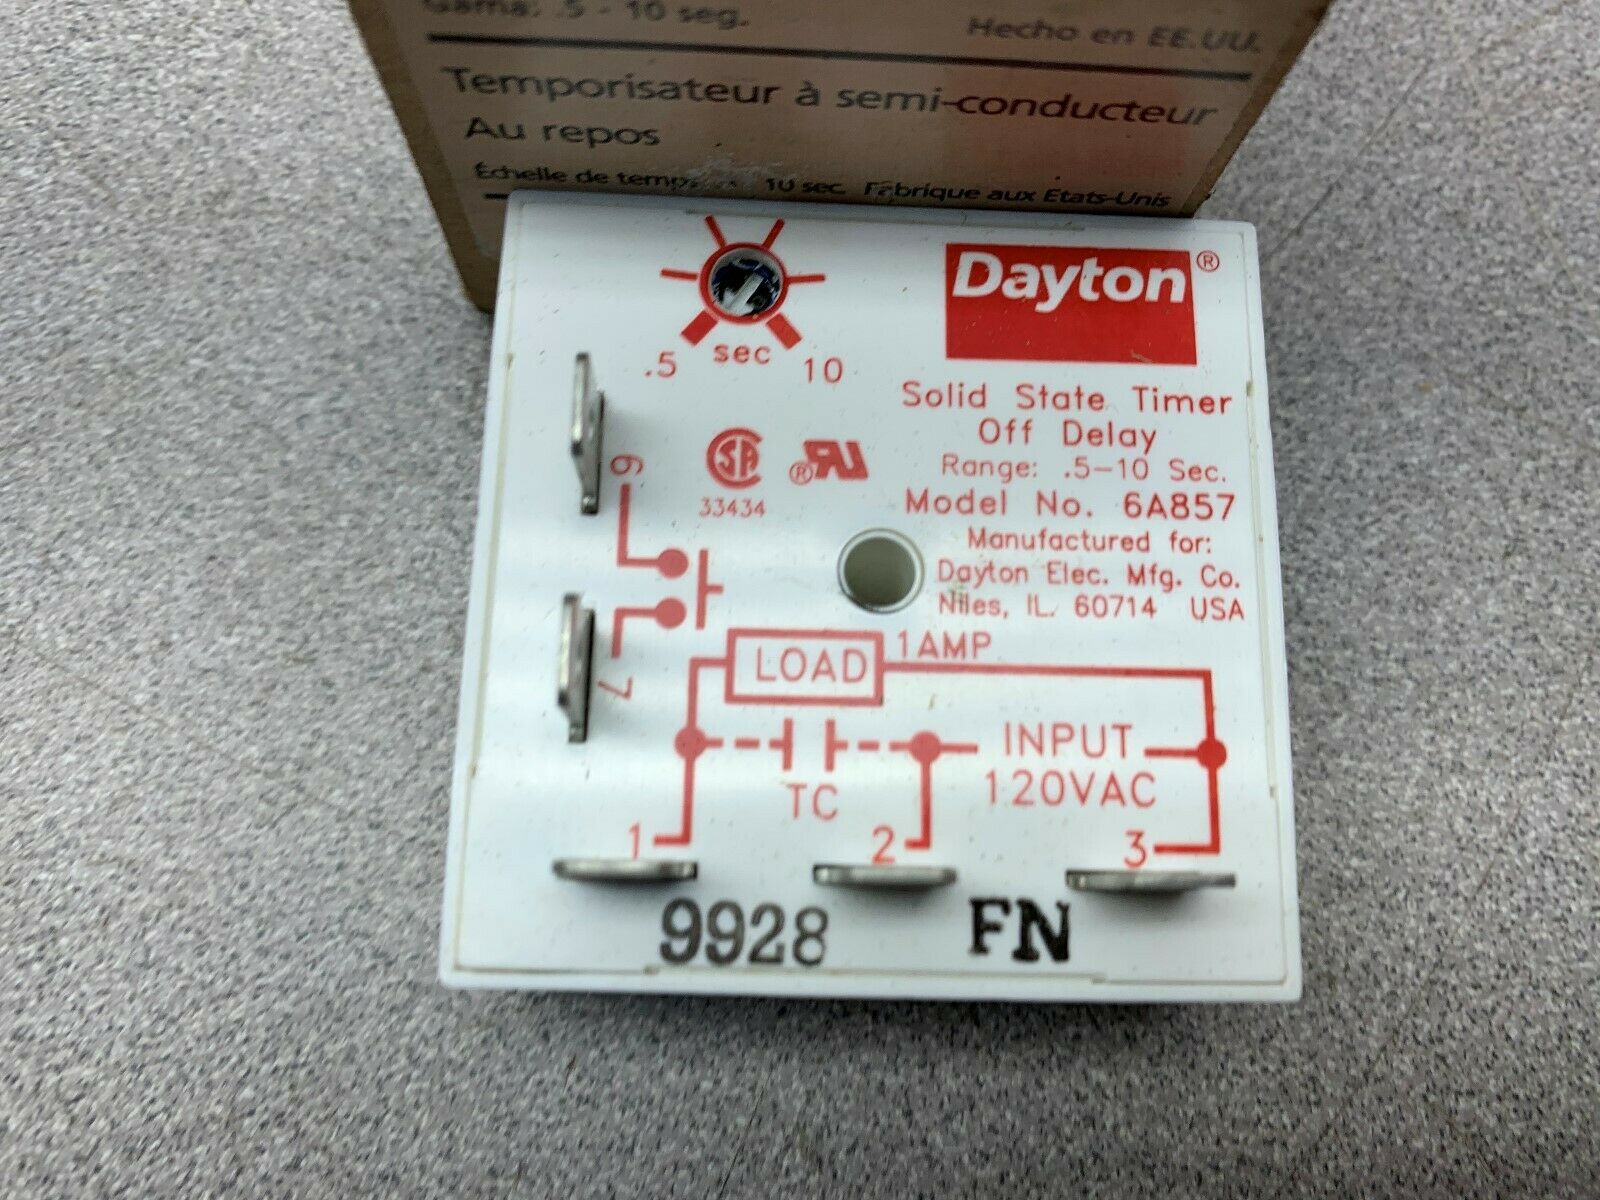 Gama: .5 - 10 seg.
Hecho en EE.UU.
Temporisateur à semi-conducteur
Au repos
Échelle de 10 sec. Fabrique aux Etats-Unis
.5 sec 10
Dayton®
Solid State Timer
Off Delay
Range: .5-10 Sec.
Model No. 6A857
Manufactured for:
Dayton Elec. Mfg. Co.
Niles, IL. 60714 USA
SA
®
33434
6
7
LOAD 1AMP
TC
INPUT
120VAC
1 2 3
9928 FN